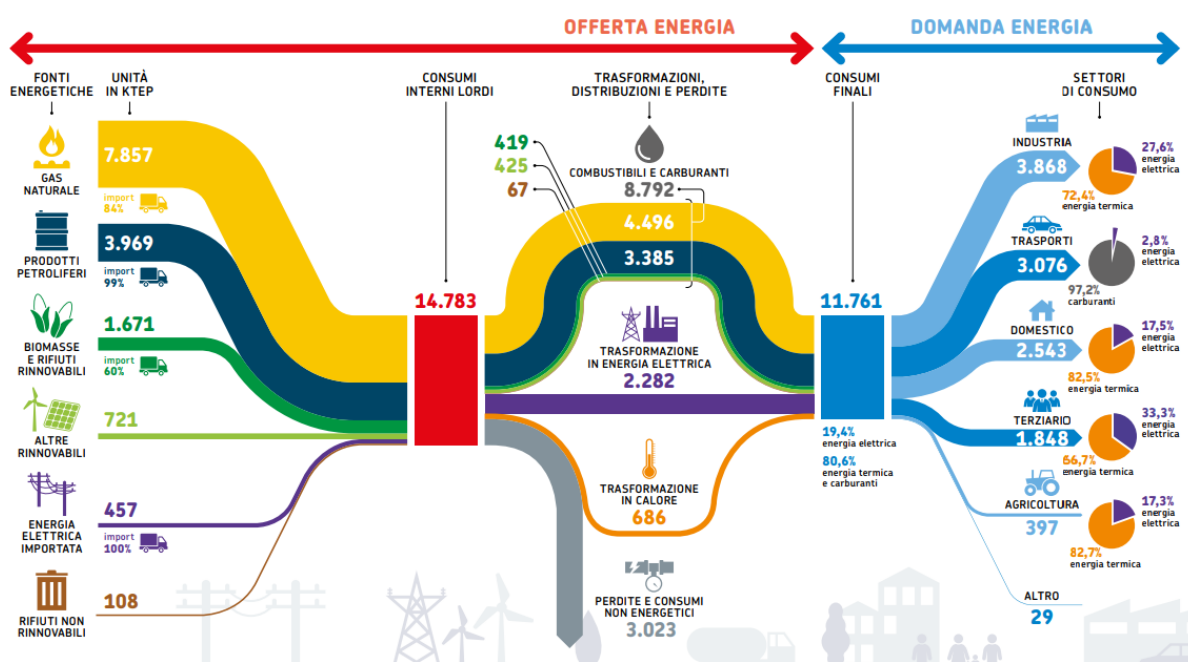 OFFERTA ENERGIA
DOMANDA ENERGIA
FONTI
ENERGETICHE
UNITÀ
IN KTEP
CONSUMI
INTERNI LORDI
TRASFORMAZIONI,
DISTRIBUZIONI E PERDITE
CONSUMI
FINALI
SETTORI
DI CONSUMO
GAS
NATURALE
7.857
import
84%
PRODOTTI
PETROLIFERI
3.969
import
99%
BIOMASSE
E RIFIUTI
RINNOVABILI
1.671
import
60%
ALTRE
RINNOVABILI
721
ENERGIA
ELETTRICA
IMPORTATA
457
import
100%
RIFIUTI NON
RINNOVABILI
108
14.783
419
425
67
COMBUSTIBILI E CARBURANTI
8.792
4.496
3.385
TRASFORMAZIONE
IN ENERGIA ELETTRICA
2.282
TRASFORMAZIONE
IN CALORE
686
PERDITE E CONSUMI
NON ENERGETICI
3.023
11.761
19,4%
energia elettrica
80,6%
energia termica
e carburanti
INDUSTRIA
3.868
27,6%
energia
elettrica
72,4%
energia termica
TRASPORTI
3.076
2,8%
energia
elettrica
97,2%
carburanti
DOMESTICO
2.543
17,5%
energia
elettrica
82,5%
energia termica
TERZIARIO
1.848
33,3%
energia
elettrica
66,7%
energia termica
AGRICOLTURA
397
17,3%
energia
elettrica
82,7%
energia termica
ALTRO
29